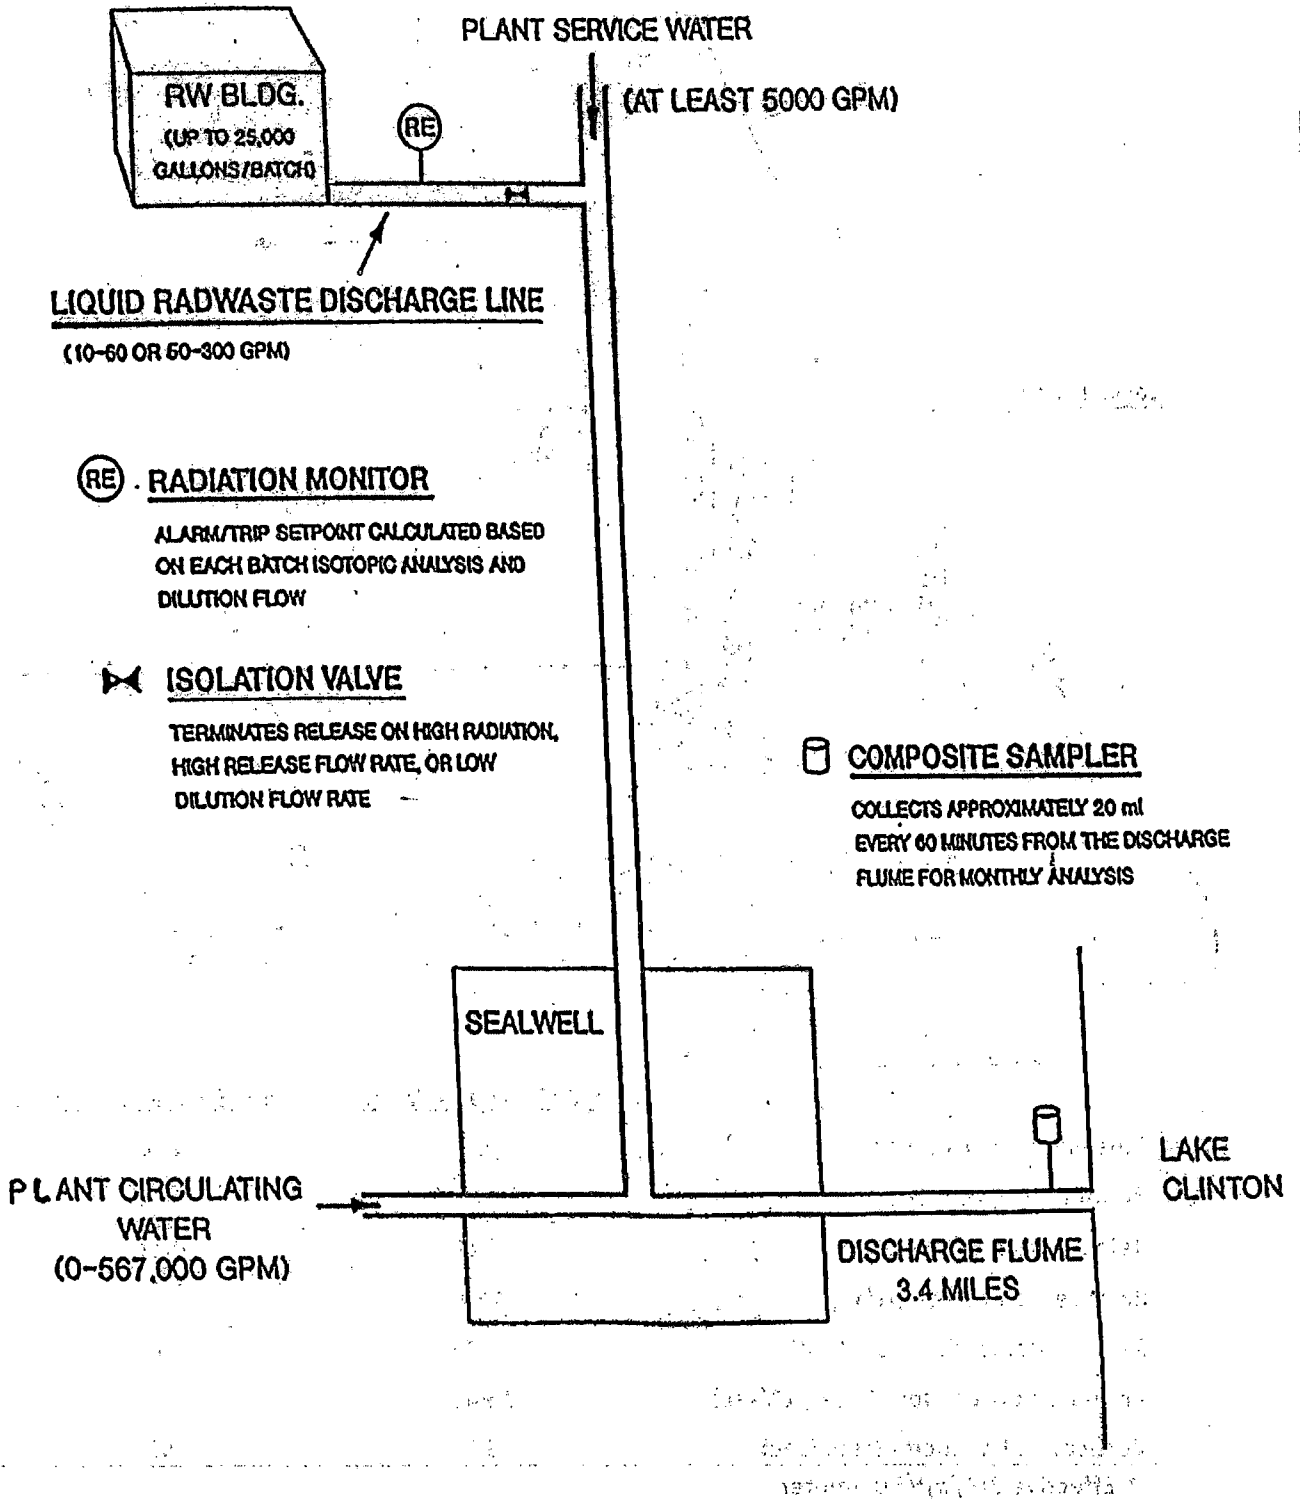 PLANT SERVICE WATER
(AT LEAST 5000 GPM)
RW BLDG.
(UP TO 25,000
GALLONS/BATCH)
RE
LIQUID RADWASTE DISCHARGE LINE
(10-60 OR 50-300 GPM)
RE . RADIATION MONITOR
ALARM/TRIP SETPOINT CALCULATED BASED
ON EACH BATCH ISOTOPIC ANALYSIS AND
DILUTION FLOW
ISOLATION VALVE
TERMINATES RELEASE ON HIGH RADIATION,
HIGH RELEASE FLOW RATE, OR LOW
DILUTION FLOW RATE
COMPOSITE SAMPLER
COLLECTS APPROXIMATELY 20 ml
EVERY 60 MINUTES FROM THE DISCHARGE
FLUME FOR MONTHLY ANALYSIS
SEALWELL
PLANT CIRCULATING
WATER
(0-567,000 GPM)
LAKE
CLINTON
DISCHARGE FLUME
3.4 MILES